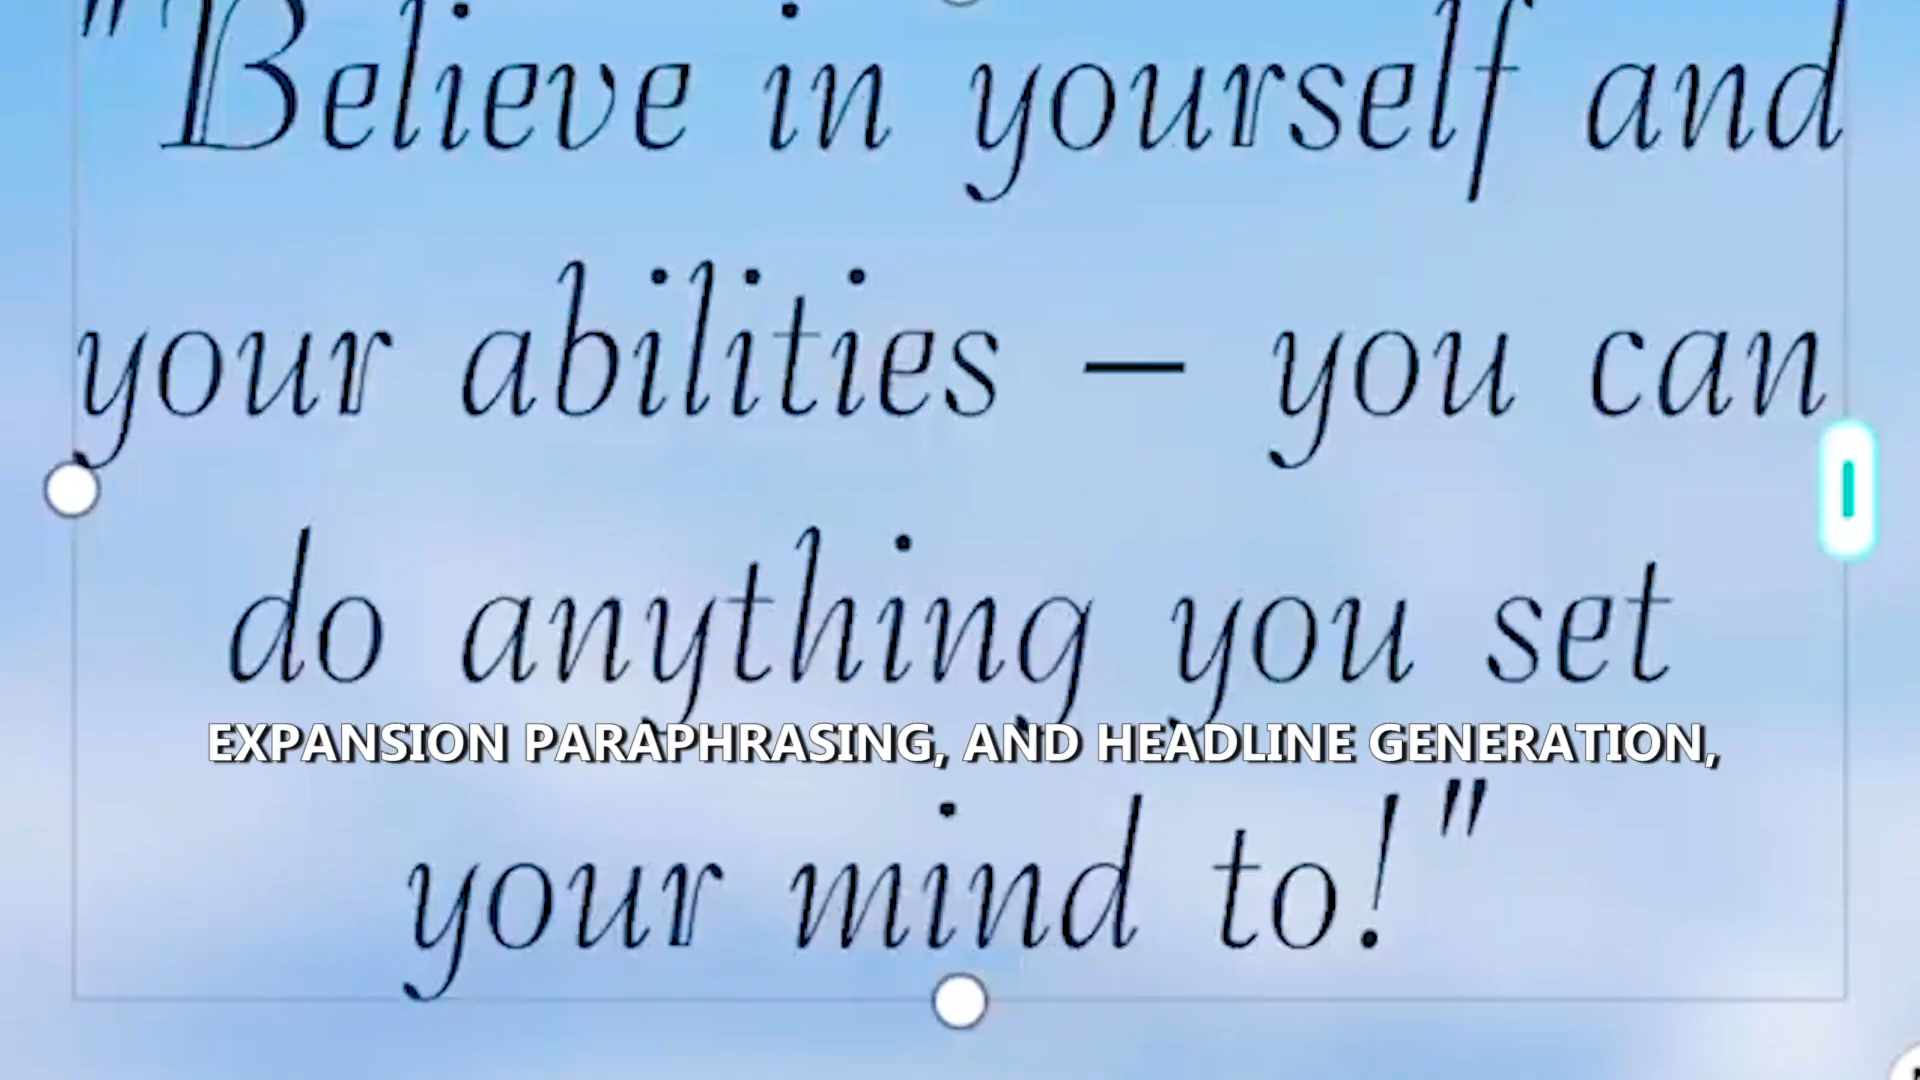 "Believe in yourself and
your abilities – you can
do anything you set
EXPANSION PARAPHRASING, AND HEADLINE GENERATION,
your mind to!"